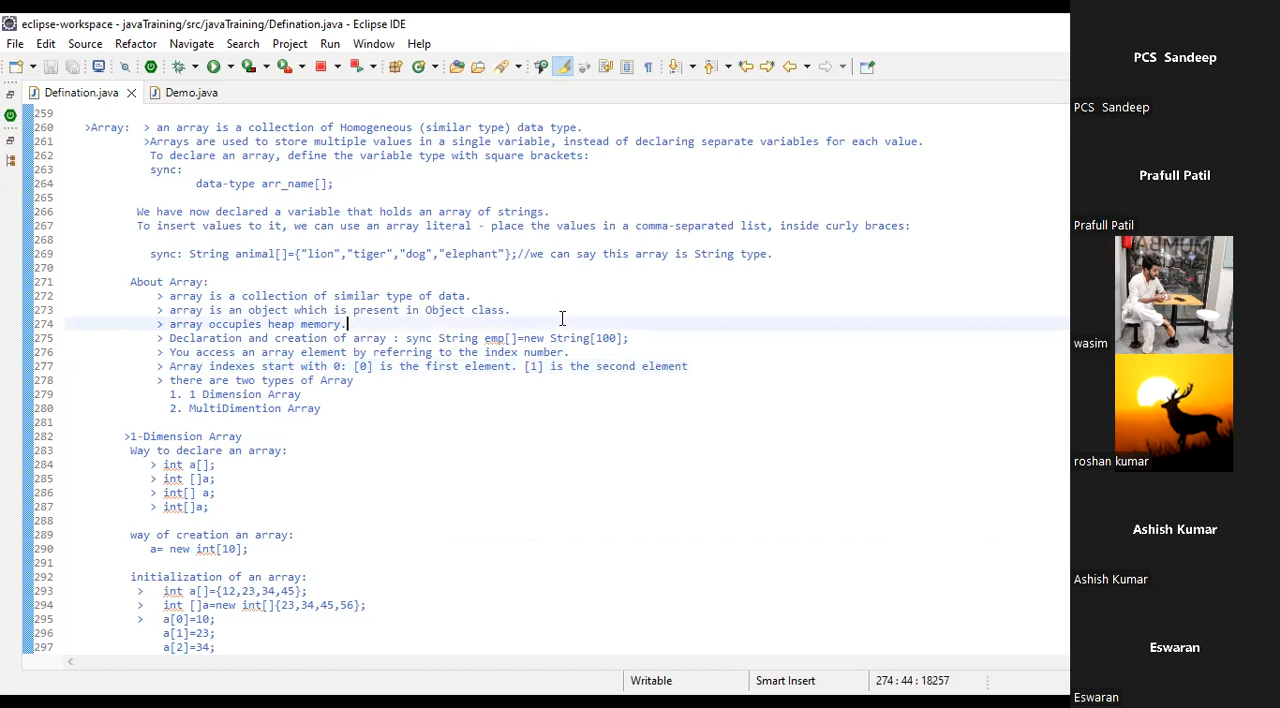 eclipse-workspace - javaTraining/src/javaTraining/Defination.java - Eclipse IDE
File Edit Source Refactor Navigate Search Project Run Window Help
Defination.java Demo.java
259
260 >Array: > an array is a collection of Homogeneous (similar type) data type.
261 >Arrays are used to store multiple values in a single variable, instead of declaring separate variables for each value.
262 To declare an array, define the variable type with square brackets:
263 sync:
264 data-type arr_name[];
265
266 We have now declared a variable that holds an array of strings.
267 To insert values to it, we can use an array literal - place the values in a comma-separated list, inside curly braces:
268
269 sync: String animal[]={"lion","tiger","dog","elephant"};//we can say this array is String type.
270
271 About Array:
272 > array is a collection of similar type of data.
273 > array is an object which is present in Object class.
274 > array occupies heap memory.
275 > Declaration and creation of array : sync String emp[]=new String[100];
276 > You access an array element by referring to the index number.
277 > Array indexes start with 0: [0] is the first element. [1] is the second element
278 > there are two types of Array
279 1. 1 Dimension Array
280 2. MultiDimention Array
281
282 >1-Dimension Array
283 Way to declare an array:
284 > int a[];
285 > int []a;
286 > int[] a;
287 > int[]a;
288
289 way of creation an array:
290 a= new int[10];
291
292 initialization of an array:
293 > int a[]={12,23,34,45};
294 > int []a=new int[]{23,34,45,56};
295 > a[0]=10;
296 a[1]=23;
297 a[2]=34;
Writable Smart Insert 274 : 44 : 18257
PCS Sandeep
PCS Sandeep
Prafull Patil
Prafull Patil
MUMBAI
wasim
roshan kumar
Ashish Kumar
Ashish Kumar
Eswaran
Eswaran